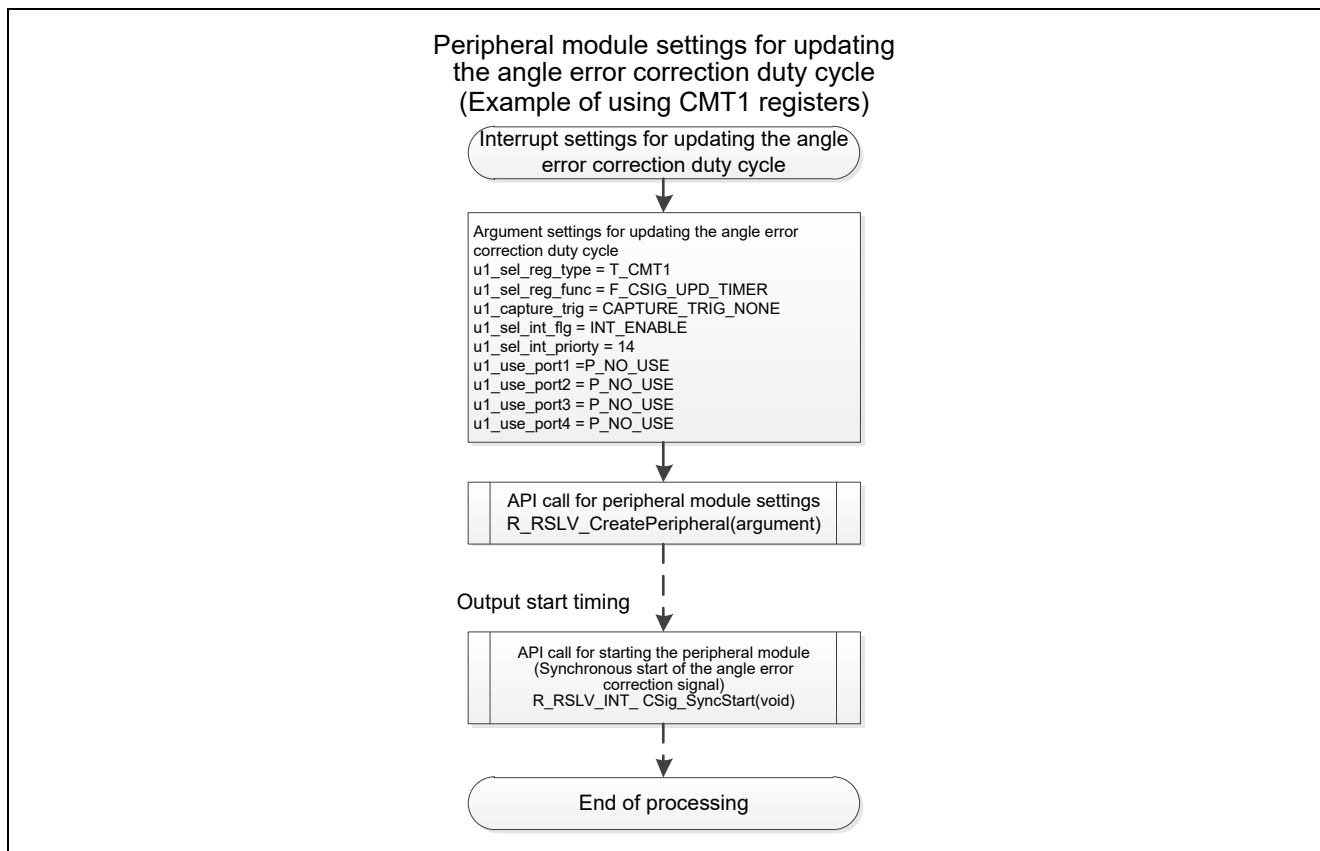 Peripheral module settings for updating
the angle error correction duty cycle
(Example of using CMT1 registers)
Interrupt settings for updating the angle
error correction duty cycle
Argument settings for updating the angle error
correction duty cycle
u1_sel_reg_type = T_CMT1
u1_sel_reg_func = F_CSIG_UPD_TIMER
u1_capture_trig = CAPTURE_TRIG_NONE
u1_sel_int_flg = INT_ENABLE
u1_sel_int_priorty = 14
u1_use_port1 =P_NO_USE
u1_use_port2 = P_NO_USE
u1_use_port3 = P_NO_USE
u1_use_port4 = P_NO_USE
API call for peripheral module settings
R_RSLV_CreatePeripheral(argument)
Output start timing
API call for starting the peripheral module
(Synchronous start of the angle error
correction signal)
R_RSLV_INT_ CSig_SyncStart(void)
End of processing